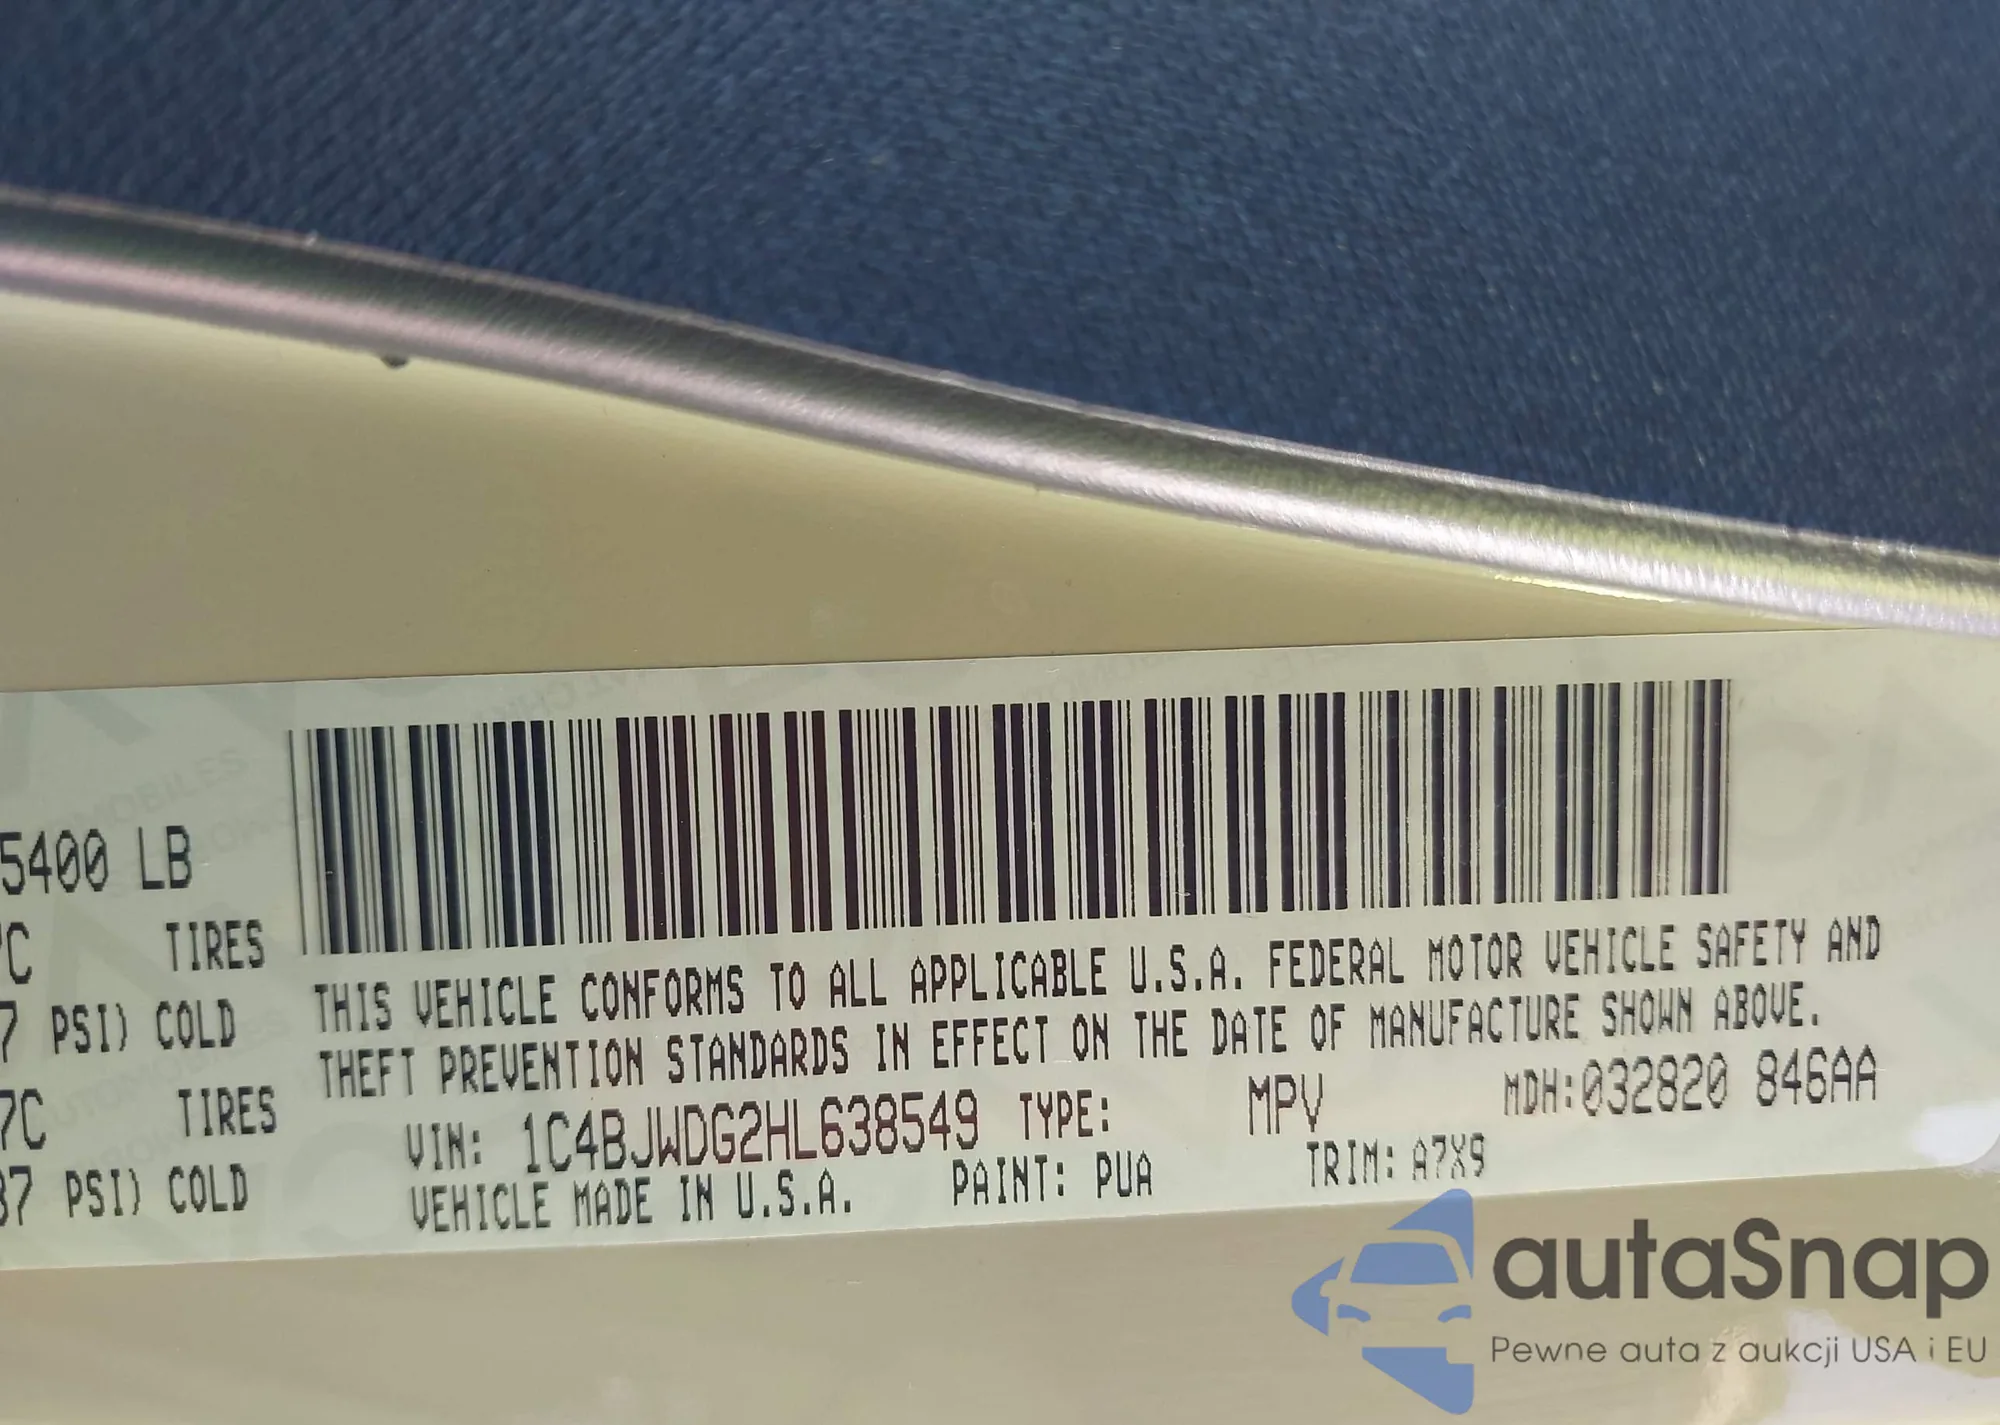 5400 LB
7C TIRES
7 PSI) COLD
7C TIRES
37 PSI) COLD
THIS VEHICLE CONFORMS TO ALL APPLICABLE U.S.A. FEDERAL MOTOR VEHICLE SAFETY AND
THEFT PREVENTION STANDARDS IN EFFECT ON THE DATE OF MANUFACTURE SHOWN ABOVE.
VIN: 1C4BJWDG2HL638549 TYPE: MPV MDH:032820 846AA
VEHICLE MADE IN U.S.A. PAINT: PUA TRIM: A7X9
autaSnap
Pewne auta z aukcji USA i EU